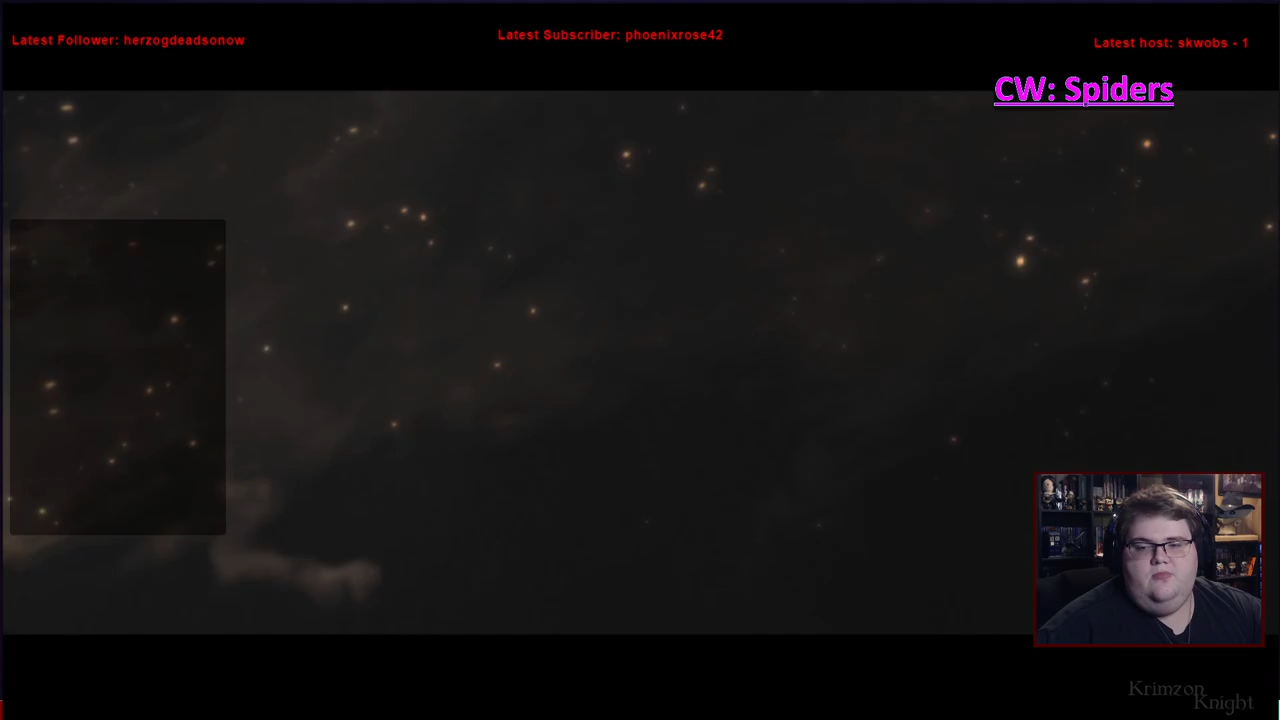 Latest Follower: herzogdeadsonow
Latest Subscriber: phoenixrose42
Latest host: skwobs - 1
CW: Spiders
Krimzon
Knight